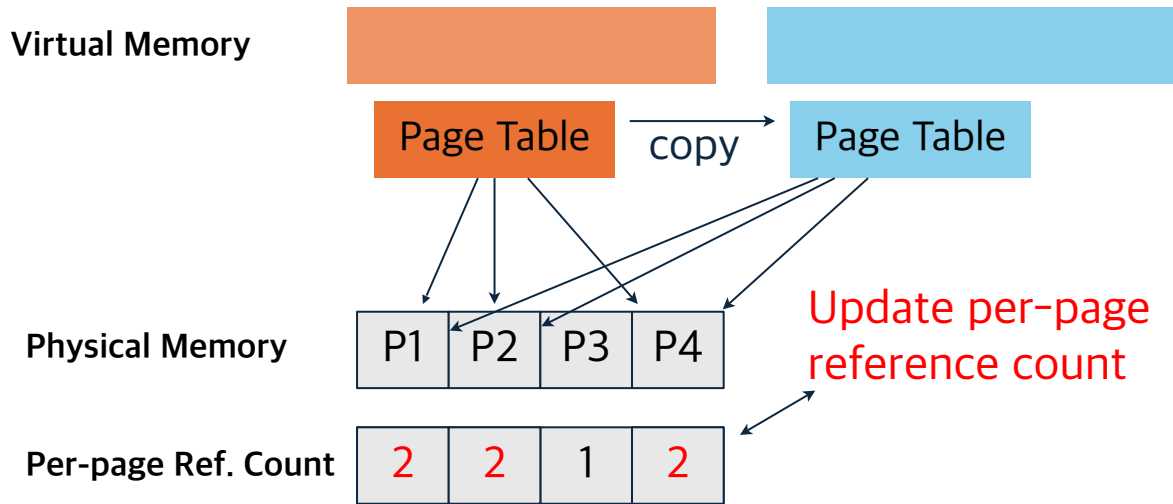 Virtual Memory
Page Table
copy
Page Table
Update per-page
reference count
Physical Memory
P1 P2 P3 P4
Per-page Ref. Count
2 2 1 2